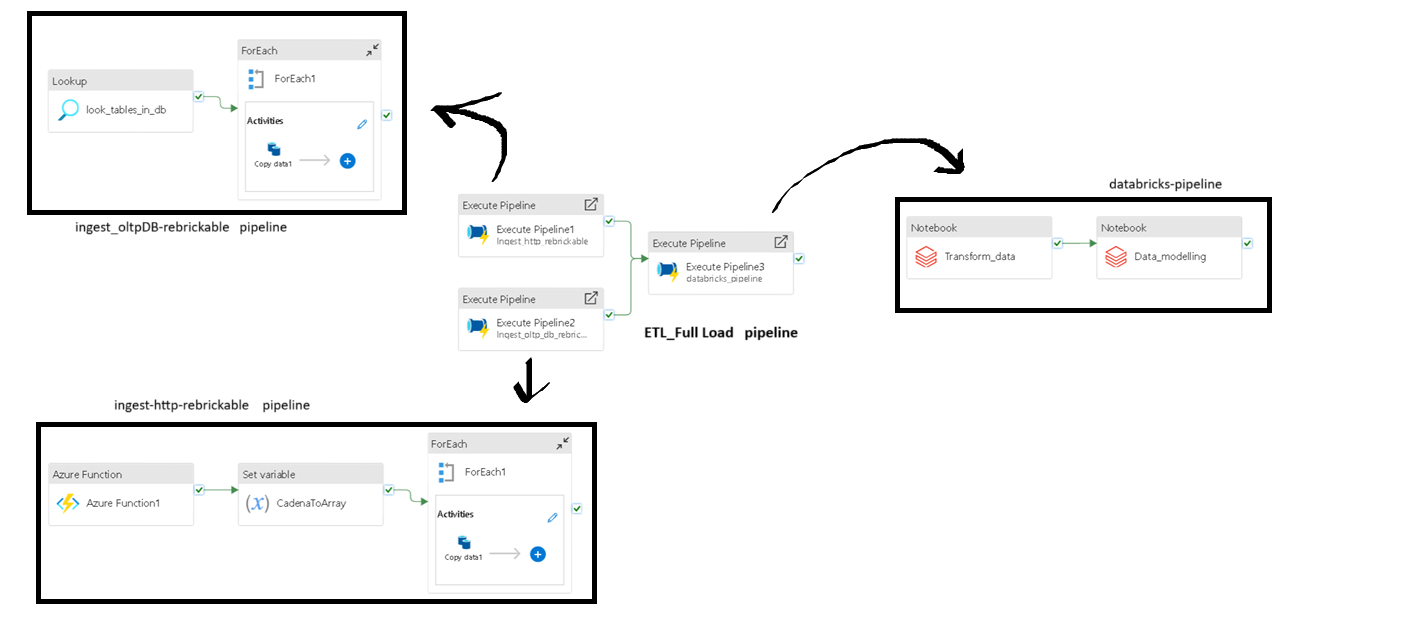 ForEach
ForEach1
Lookup
look_tables_in_db
Activities
Copy data1
ingest_oltpDB-rebrickable pipeline
Execute Pipeline
Execute Pipeline1
Ingest_http_rebrickable
Execute Pipeline
Execute Pipeline2
Ingest_oltp_db_rebric...
Execute Pipeline
Execute Pipeline3
databricks_pipeline
ETL_Full Load pipeline
databricks-pipeline
Notebook
Transform_data
Notebook
Data_modelling
ingest-http-rebrickable pipeline
Azure Function
Azure Function1
Set variable
(x) CadenaToArray
ForEach
ForEach1
Activities
Copy data1